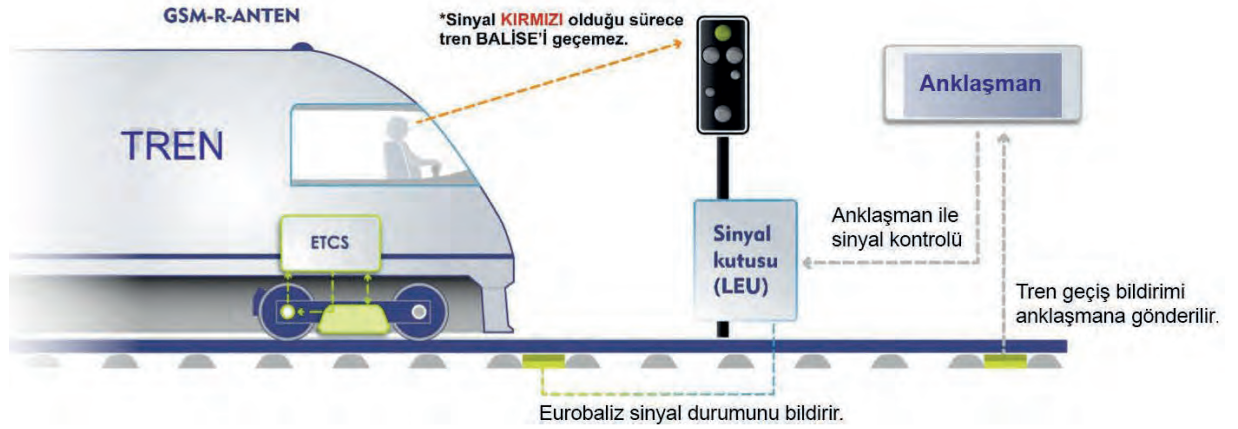 GSM-R-ANTEN
*Sinyal KIRMIZI olduğu sürece
tren BALİSE'İ geçemez.
Anklaşman
TREN
ETCS
Sinyal
kutusu
(LEU)
Anklaşman ile
sinyal kontrolü
Tren geçiş bildirimi
anklaşmana gönderilir.
Eurobaliz sinyal durumunu bildirir.